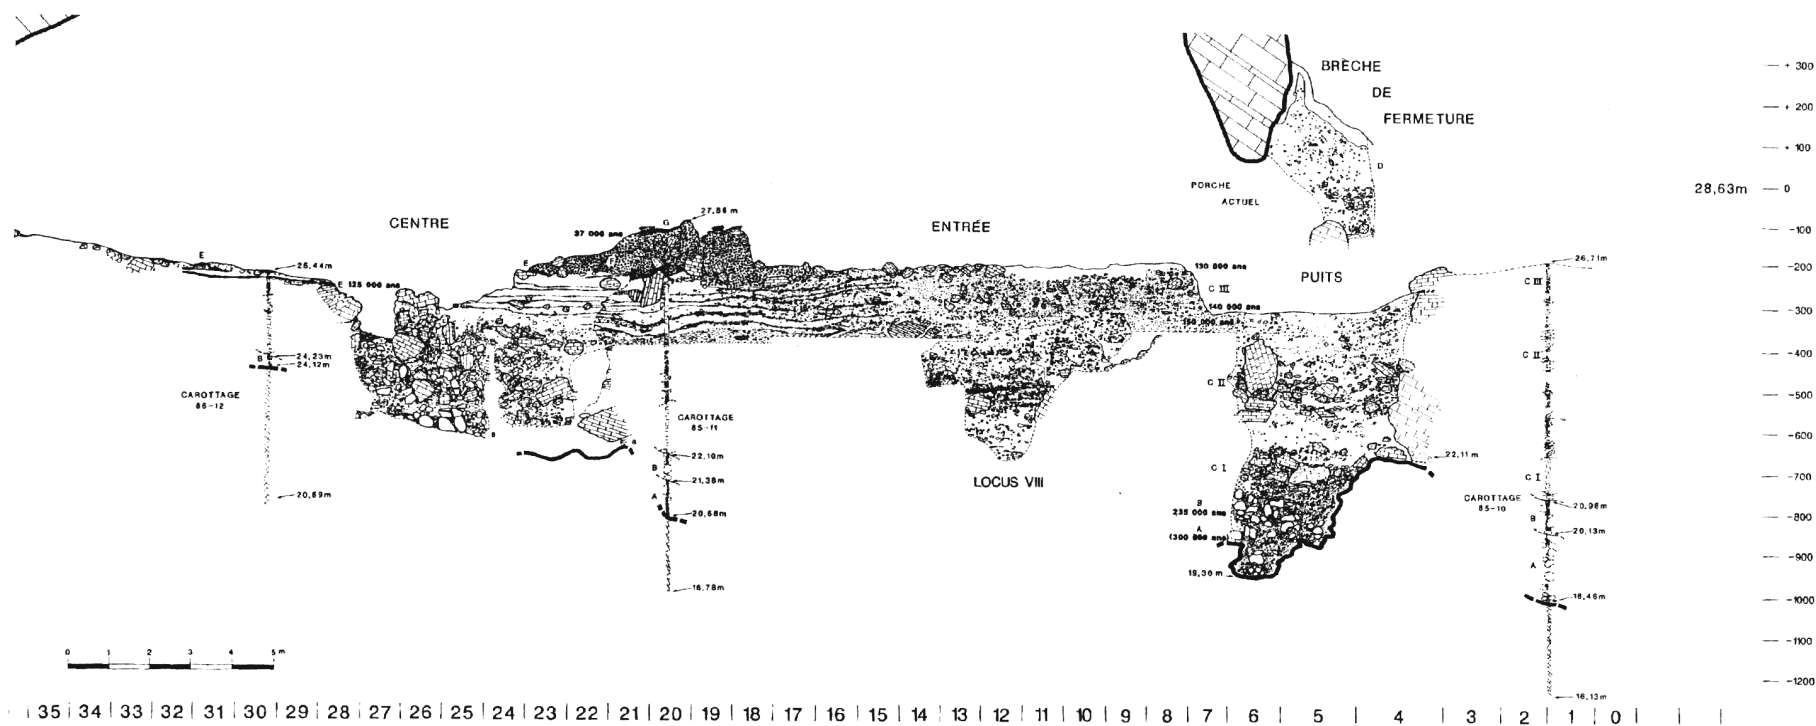 BRÈCHE
DE
FERMETURE
+ 300
+ 200
+ 100
0
28,63m
-100
-200
-300
-400
-500
-600
-700
-800
-900
-1000
-1100
-1200
D
PORCHE
ACTUEL
CENTRE
ENTRÉE
PUITS
LOCUS VIII
G
27,86 m
37 000 ans
E
E
26,44m
E 125 000 ans
B
24,23m
24,12m
CAROTTAGE
86-12
20,69m
CAROTTAGE
85-11
22,10m
B
21,38m
A
20,68m
16,78m
130 000 ans
C III
140 000 ans
C II
C I
B
235 000 ans
A
(300 000 ans)
19,30 m
22,11m
26,71m
C III
C II
C I
CAROTTAGE
85-10
20,98m
B
20,13m
A
18,46m
16,13m
0 1 2 3 4 5 m
35 34 33 32 31 30 29 28 27 26 25 24 23 22 21 20 19 18 17 16 15 14 13 12 11 10 9 8 7 6 5 4 3 2 1 0